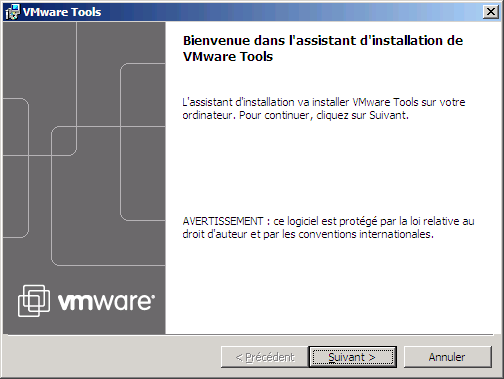 VMware Tools
Bienvenue dans l'assistant d'installation de
VMware Tools
L'assistant d'installation va installer VMware Tools sur votre
ordinateur. Pour continuer, cliquez sur Suivant.
AVERTISSEMENT : ce logiciel est protégé par la loi relative au
droit d'auteur et par les conventions internationales.
vmware®
< Précédent
Suivant >
Annuler